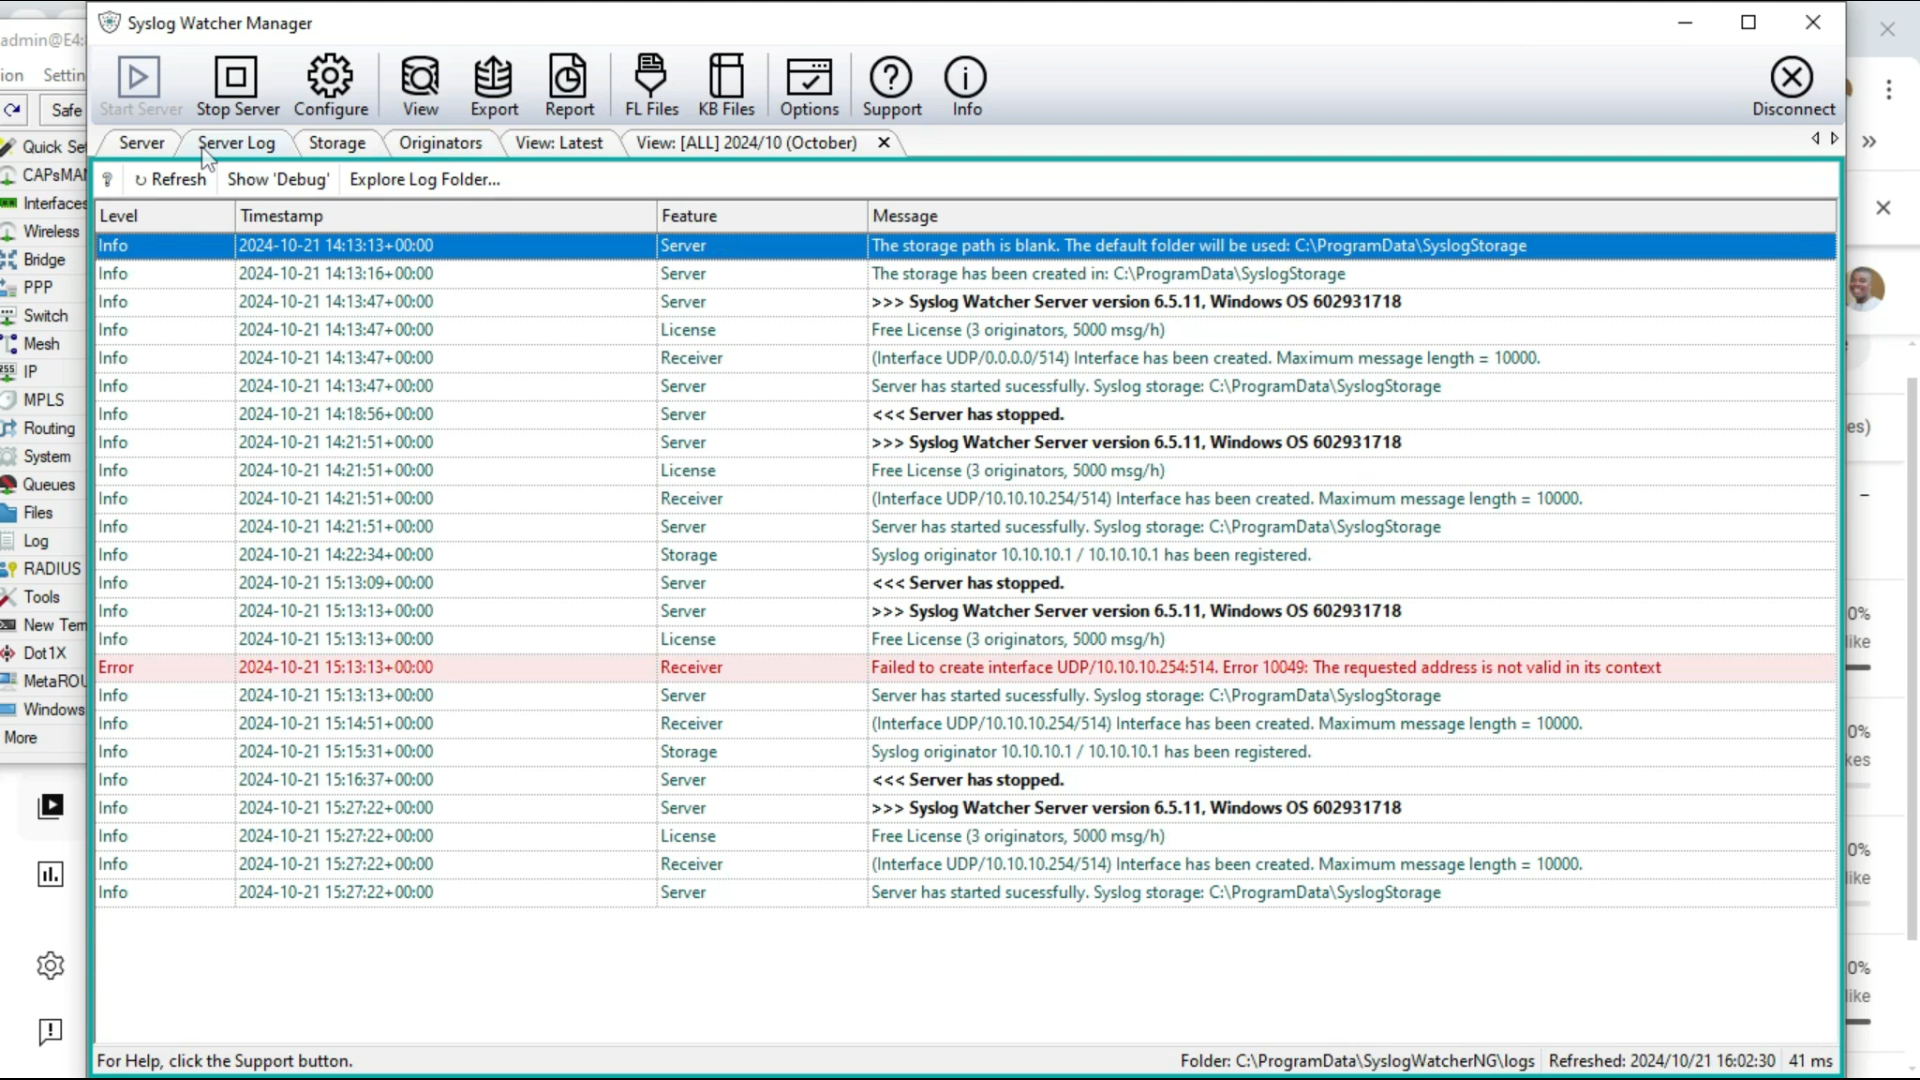 Syslog Watcher Manager
admin@E4:
ion Settin
Safe
Start Server Stop Server Configure View Export Report FL Files KB Files Options Support Info Disconnect
Server Server Log Storage Originators View: Latest View: [ALL] 2024/10 (October)
Refresh Show 'Debug' Explore Log Folder...
Level Timestamp Feature Message
Info 2024-10-21 14:13:13+00:00 Server The storage path is blank. The default folder will be used: C:\ProgramData\SyslogStorage
Info 2024-10-21 14:13:16+00:00 Server The storage has been created in: C:\ProgramData\SyslogStorage
Info 2024-10-21 14:13:47+00:00 Server >>> Syslog Watcher Server version 6.5.11, Windows OS 602931718
Info 2024-10-21 14:13:47+00:00 License Free License (3 originators, 5000 msg/h)
Info 2024-10-21 14:13:47+00:00 Receiver (Interface UDP/0.0.0.0/514) Interface has been created. Maximum message length = 10000.
Info 2024-10-21 14:13:47+00:00 Server Server has started sucessfully. Syslog storage: C:\ProgramData\SyslogStorage
Info 2024-10-21 14:18:56+00:00 Server <<< Server has stopped.
Info 2024-10-21 14:21:51+00:00 Server >>> Syslog Watcher Server version 6.5.11, Windows OS 602931718
Info 2024-10-21 14:21:51+00:00 License Free License (3 originators, 5000 msg/h)
Info 2024-10-21 14:21:51+00:00 Receiver (Interface UDP/10.10.10.254/514) Interface has been created. Maximum message length = 10000.
Info 2024-10-21 14:21:51+00:00 Server Server has started sucessfully. Syslog storage: C:\ProgramData\SyslogStorage
Info 2024-10-21 14:22:34+00:00 Storage Syslog originator 10.10.10.1 / 10.10.10.1 has been registered.
Info 2024-10-21 15:13:09+00:00 Server <<< Server has stopped.
Info 2024-10-21 15:13:13+00:00 Server >>> Syslog Watcher Server version 6.5.11, Windows OS 602931718
Info 2024-10-21 15:13:13+00:00 License Free License (3 originators, 5000 msg/h)
Error 2024-10-21 15:13:13+00:00 Receiver Failed to create interface UDP/10.10.10.254:514. Error 10049: The requested address is not valid in its context
Info 2024-10-21 15:13:13+00:00 Server Server has started sucessfully. Syslog storage: C:\ProgramData\SyslogStorage
Info 2024-10-21 15:14:51+00:00 Receiver (Interface UDP/10.10.10.254/514) Interface has been created. Maximum message length = 10000.
Info 2024-10-21 15:15:31+00:00 Storage Syslog originator 10.10.10.1 / 10.10.10.1 has been registered.
Info 2024-10-21 15:16:37+00:00 Server <<< Server has stopped.
Info 2024-10-21 15:27:22+00:00 Server >>> Syslog Watcher Server version 6.5.11, Windows OS 602931718
Info 2024-10-21 15:27:22+00:00 License Free License (3 originators, 5000 msg/h)
Info 2024-10-21 15:27:22+00:00 Receiver (Interface UDP/10.10.10.254/514) Interface has been created. Maximum message length = 10000.
Info 2024-10-21 15:27:22+00:00 Server Server has started sucessfully. Syslog storage: C:\ProgramData\SyslogStorage
For Help, click the Support button. Folder: C:\ProgramData\SyslogWatcherNG\logs Refreshed: 2024/10/21 16:02:30 41 ms
Quick Set
CAPsMAN
Interfaces
Wireless
Bridge
PPP
Switch
Mesh
255 IP
MPLS
Routing
System
Queues
Files
Log
RADIUS
Tools
New Tem
Dot1X
MetaROU
Windows
More
es)
0%
like
0%
kes
0%
like
0%
like